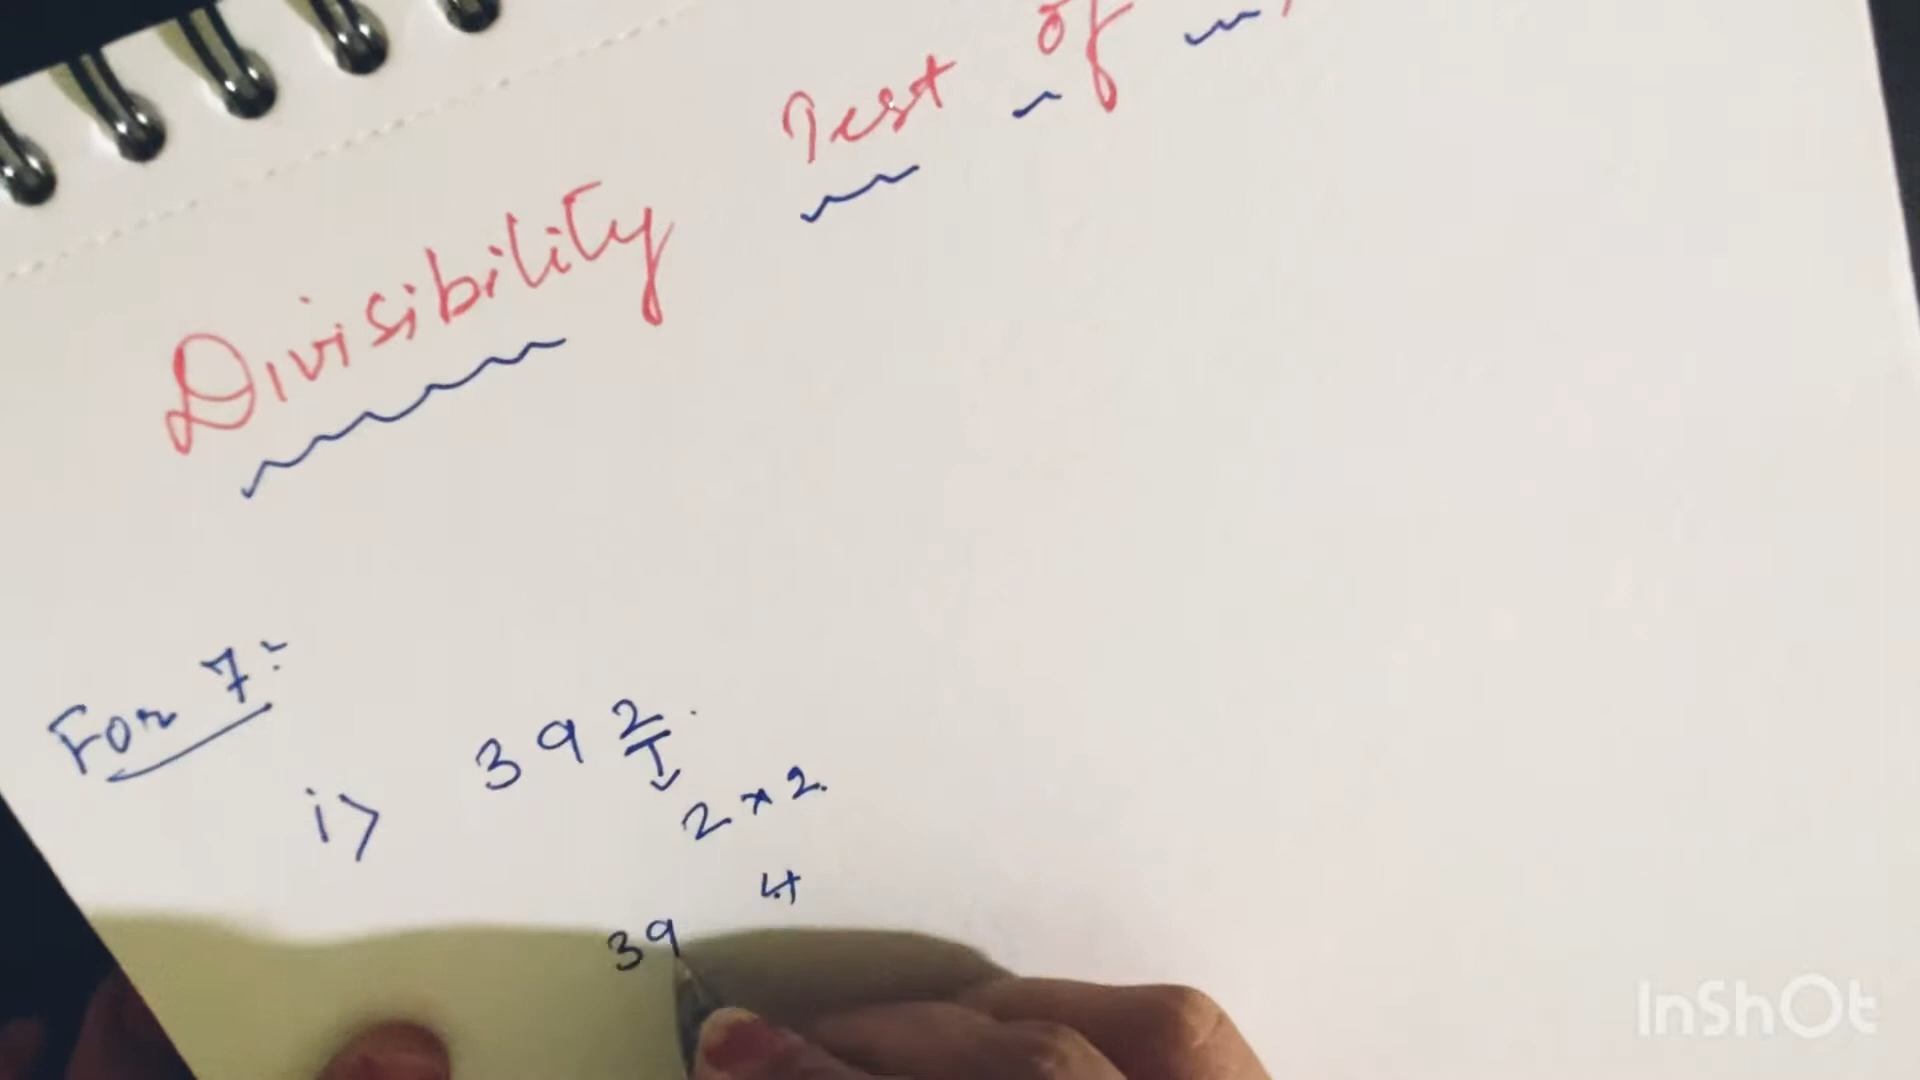 Divisibility Test of
For 7:
i> 392
2 × 2
4
39
InShOt